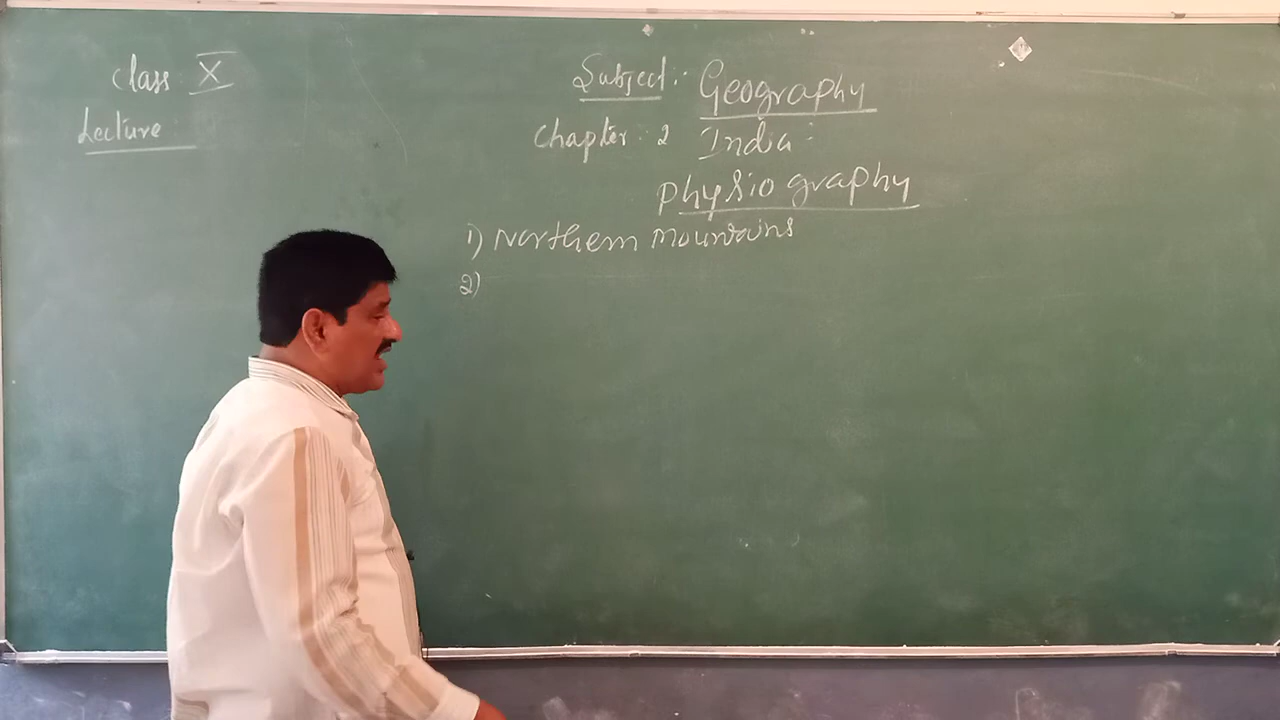 Class : X
Lecture
Subject :- Geography
Chapter : 2 India :
Physiography
1) Northern Mountains
2)